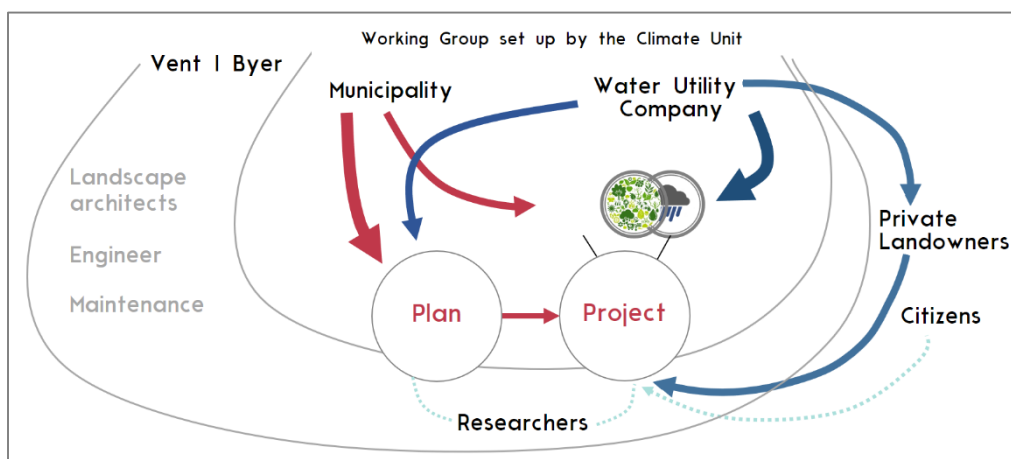 Working Group set up by the Climate Unit
Vent I Byer
Municipality
Water Utility
Company
Landscape
architects
Private
Landowners
Engineer
Maintenance
Plan
Project
Citizens
Researchers